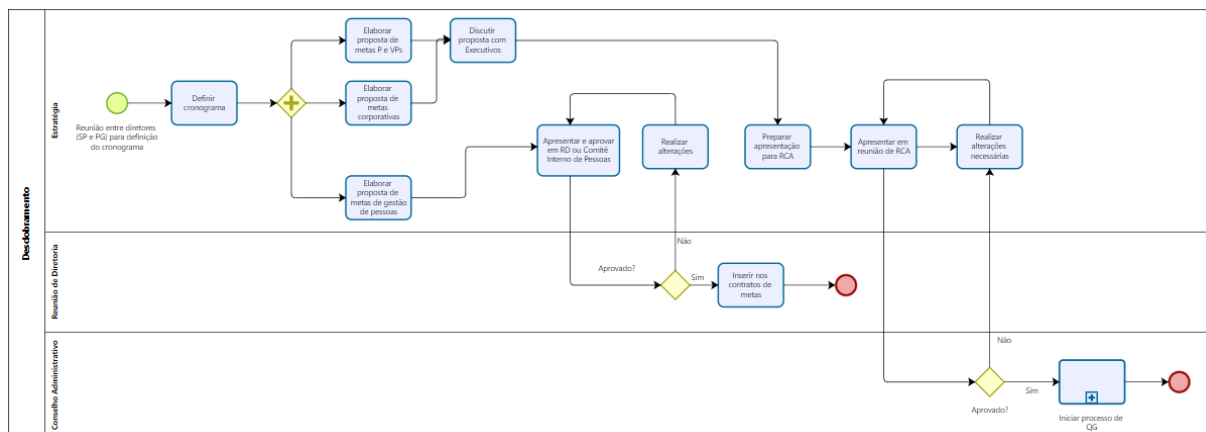 Desdobramento
Estratégia
Reunião entre diretores
(SP e PG) para definição
do cronograma
Definir
cronograma
Elaborar
proposta de
metas P e VPs
Discutir
proposta com
Executivos
Elaborar
proposta de
metas
corporativas
Elaborar
proposta de
metas de gestão
de pessoas
Apresentar e aprovar
em RD ou Comitê
Interno de Pessoas
Realizar
alterações
Preparar
apresentação
para RCA
Apresentar em
reunião de RCA
Realizar
alterações
necessárias
Reunião de Diretoria
Aprovado?
Não
Sim
Inserir nos
contratos de
metas
Conselho Administrativo
Não
Aprovado?
Sim
Iniciar processo de
QG